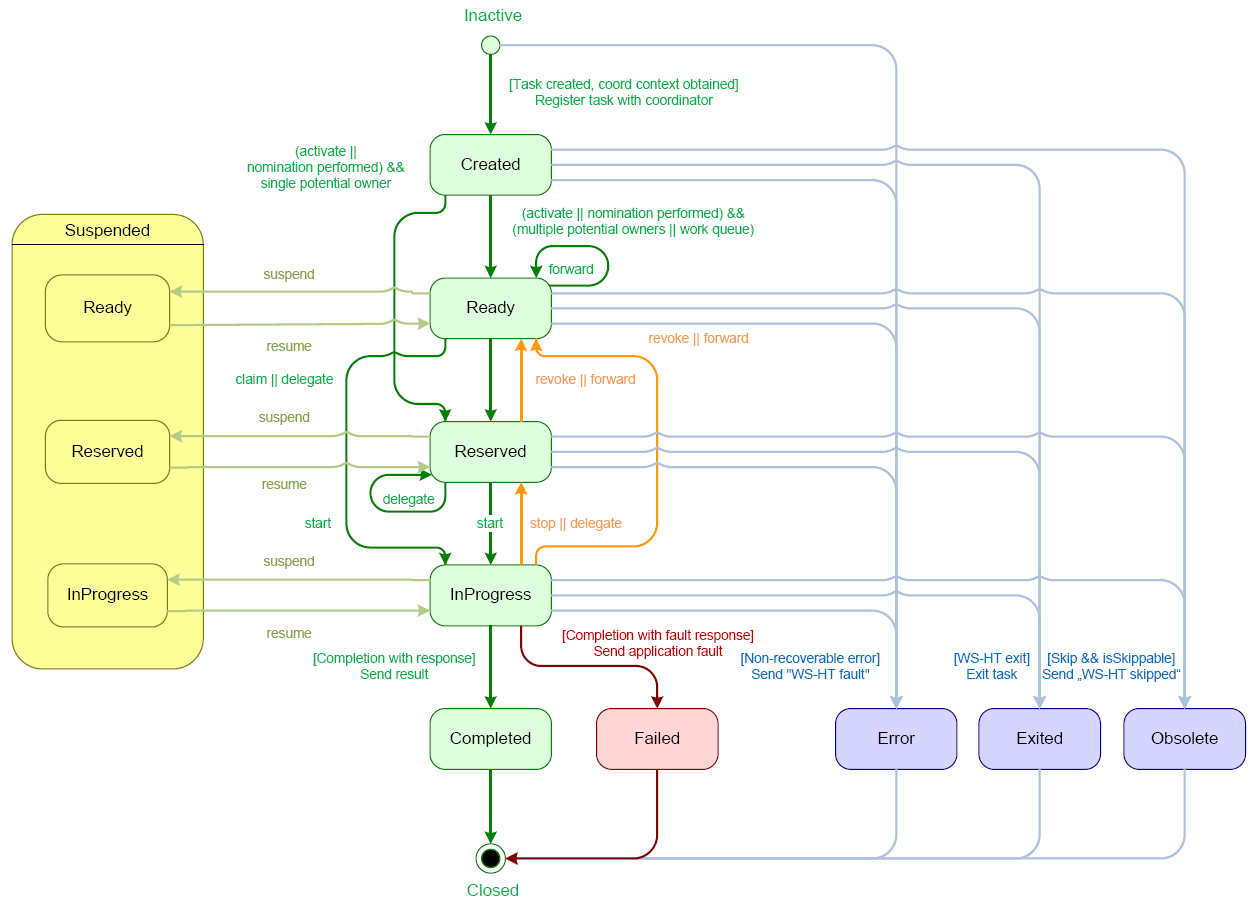 Inactive
[Task created, coord context obtained]
Register task with coordinator
(activate ||
nomination performed) &&
single potential owner
Created
(activate || nomination performed) &&
(multiple potential owners || work queue)
Suspended
suspend
forward
Ready
Ready
resume
revoke || forward
claim || delegate
revoke || forward
suspend
Reserved
Reserved
resume
delegate
start
start
stop || delegate
suspend
InProgress
InProgress
resume
[Completion with fault response]
Send application fault
[Completion with response]
Send result
[Non-recoverable error]
Send "WS-HT fault"
[WS-HT exit]
Exit task
[Skip && isSkippable]
Send „WS-HT skipped“
Completed
Failed
Error
Exited
Obsolete
Closed